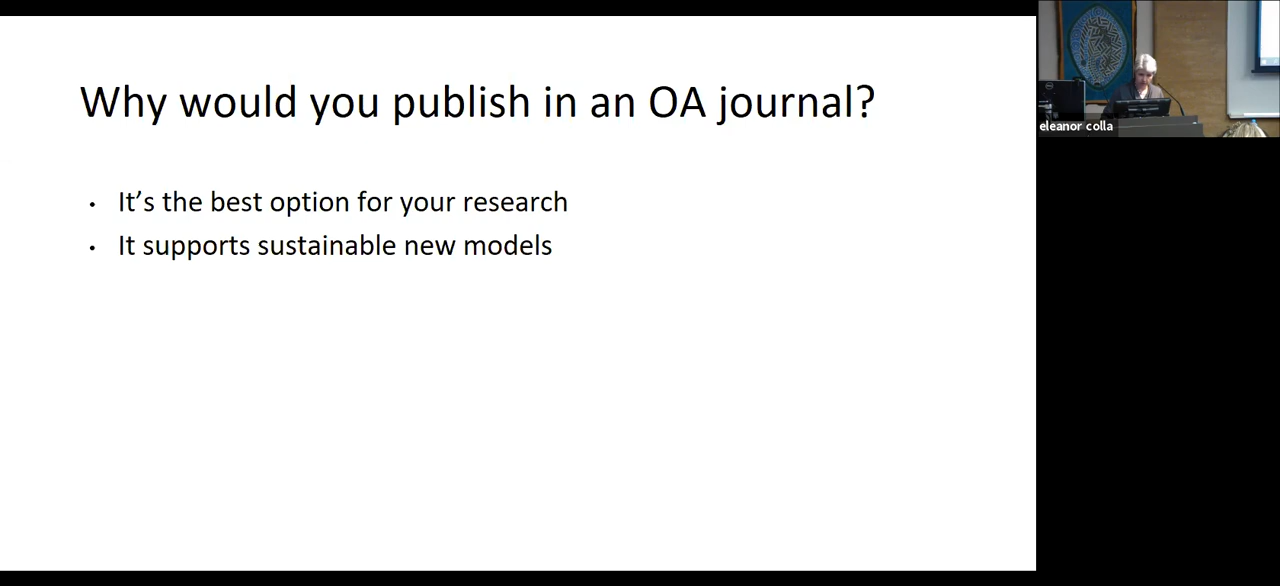 Why would you publish in an OA journal?
• It’s the best option for your research
• It supports sustainable new models
eleanor colla